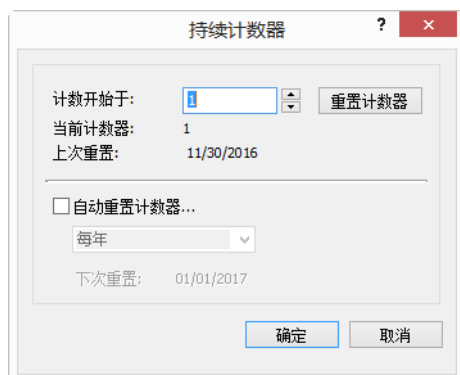 持续计数器 ? ×
计数开始于: 1 重置计数器
当前计数器: 1
上次重置: 11/30/2016
自动重置计数器...
每年
下次重置: 01/01/2017
确定 取消